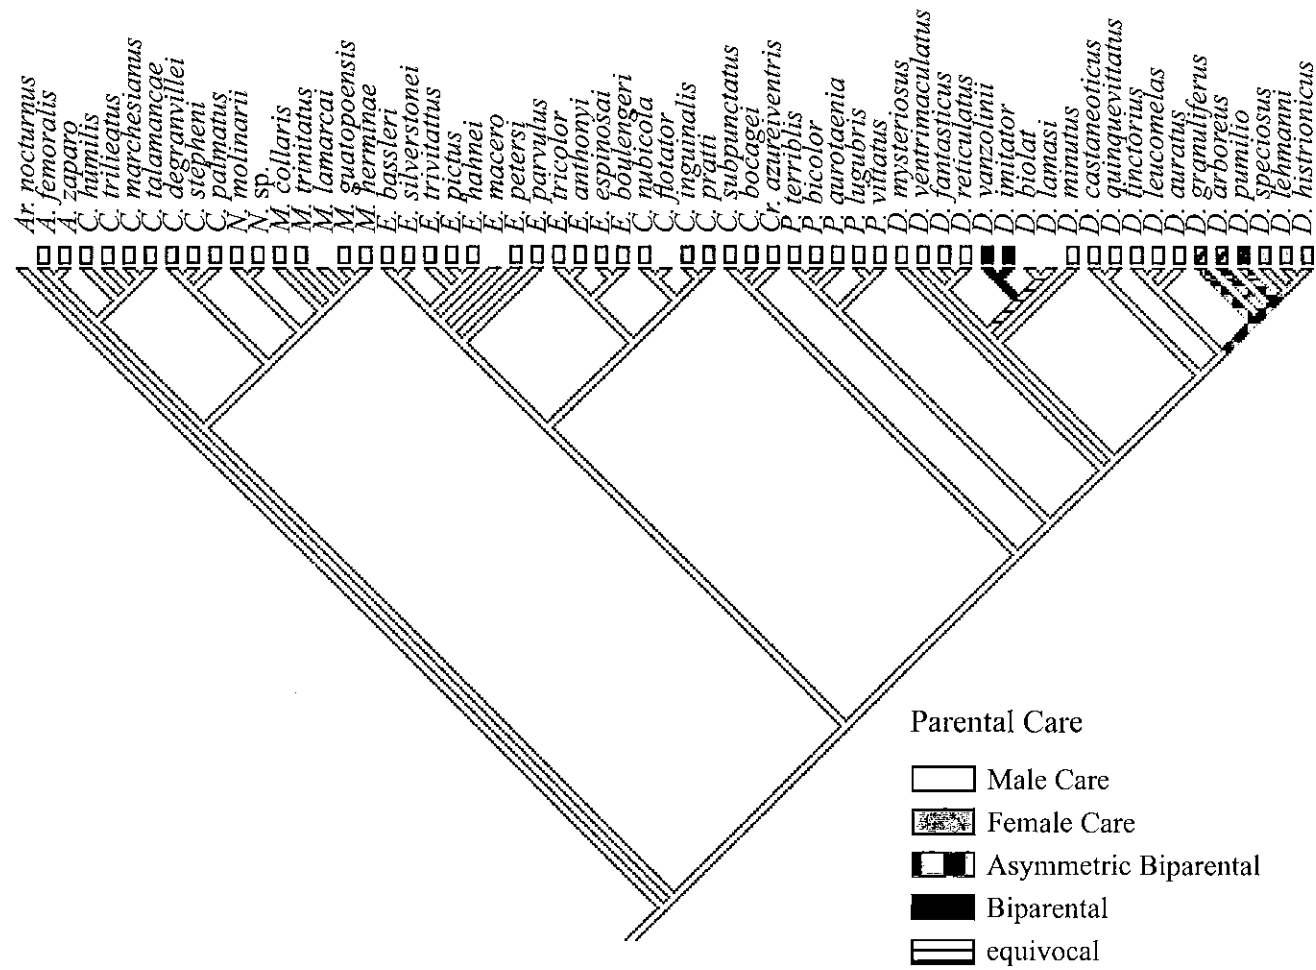 Ar. nocturnus
A. femoralis
A. zaparo
C. humilis
C. trilieatus
C. marchesianus
C. talamancae
C. degranvillei
C. stepheni
C. palmatus
N. molinarii
N. sp.
M. collaris
M. trnitatus
M. lamarcai
M. guatopoensis
M. herminae
E. bassleri
E. silverstonei
E. trivitatus
E. pictus
E. hahnei
E. macero
E. petersi
E. parvulus
E. tricolor
E. anthonyi
E. espinosai
E. boulengeri
C. nubicola
C. flotator
C. inguinalis
C. pratti
C. subpunctatus
C. bocagei
Cr. azureiventris
P. terriblis
P. bicolor
P. aurotaenia
P. lugubris
P. vitatus
D. mysteriosus
D. ventrimaculatus
D. fantasticus
D. reticulatus
D. vanzolinii
D. imitator
D. biolat
D. lamasi
D. minutus
D. castaneoticus
D. quinquevittatus
D. tinctorius
D. leucomelas
D. auratus
D. granuliferus
D. arboreus
D. pumilio
D. speciosus
D. lehmanni
D. histrionicus
Parental Care
Male Care
Female Care
Asymmetric Biparental
Biparental
equivocal